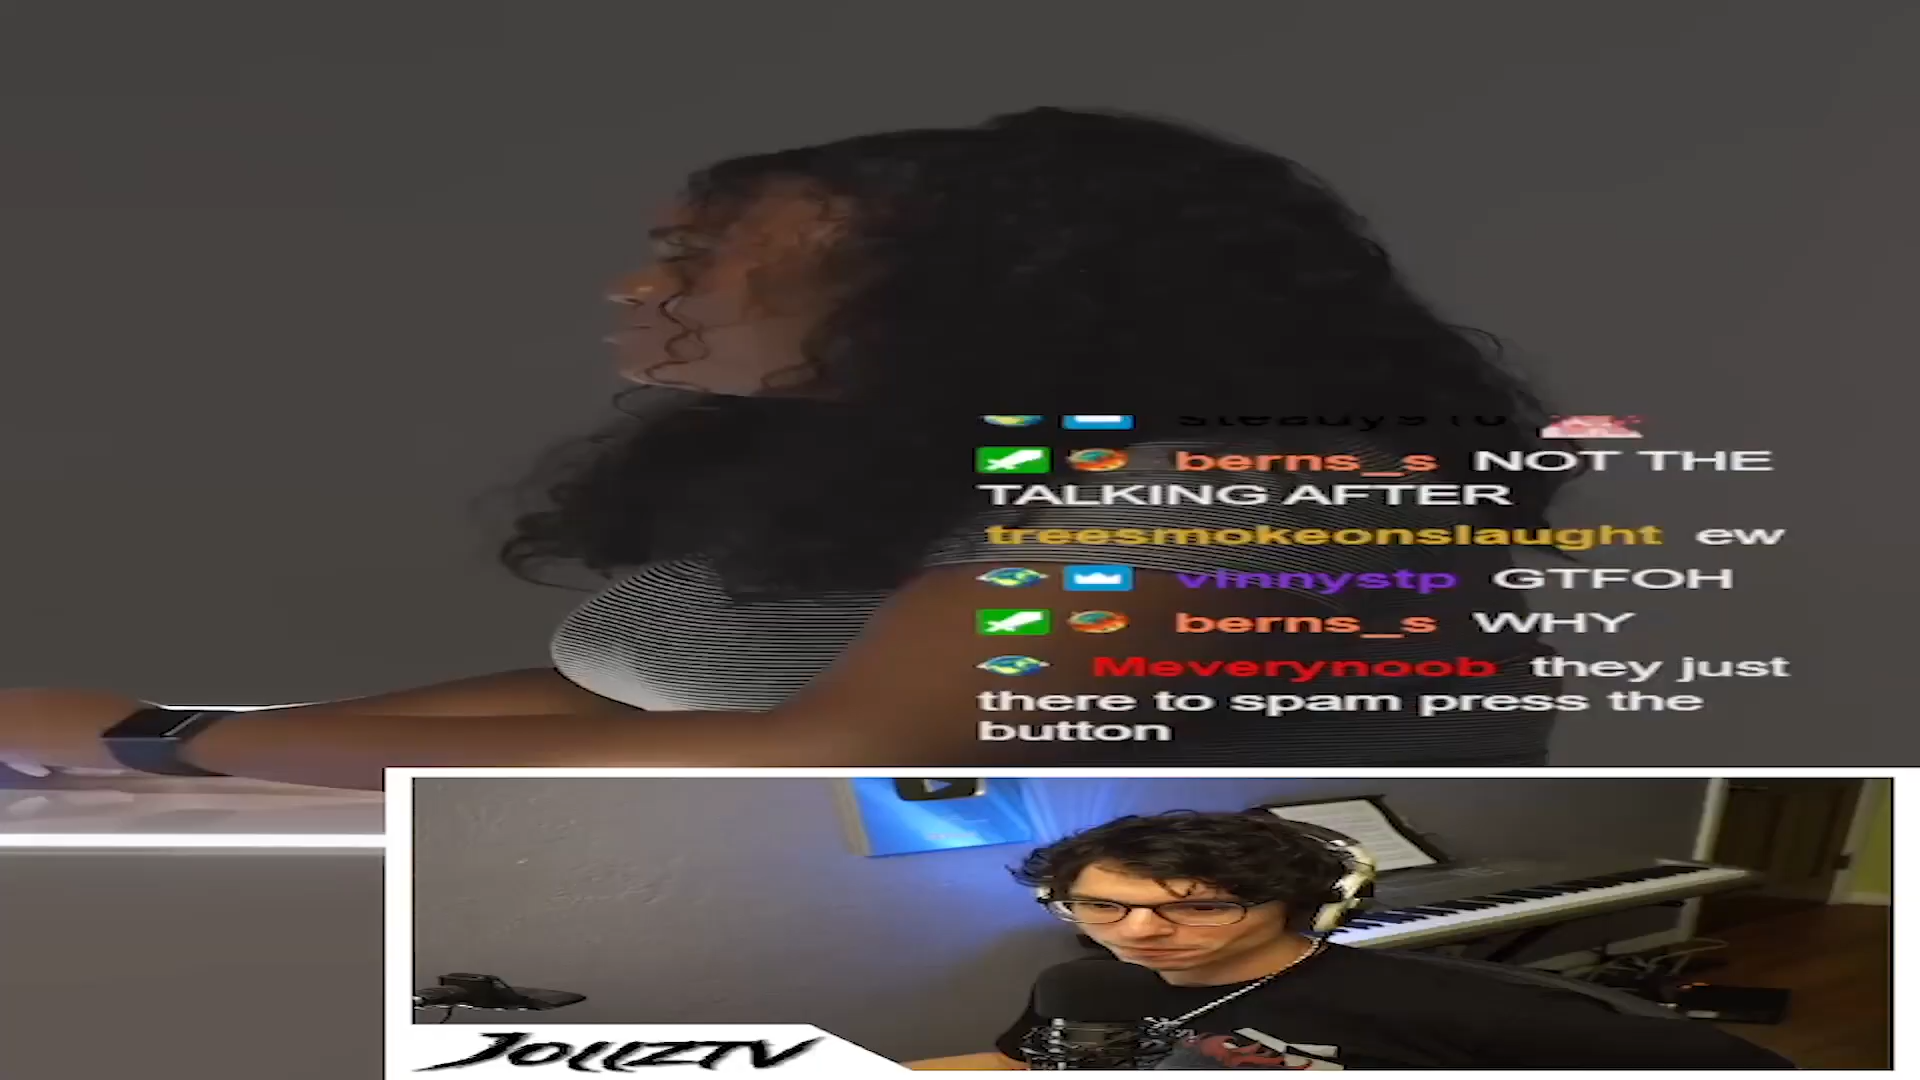 berns_s NOT THE
TALKING AFTER
treesmokeonslaught ew
vinnystp GTFOH
berns_s WHY
Meverynoob they just
there to spam press the
button
JOLLZTV